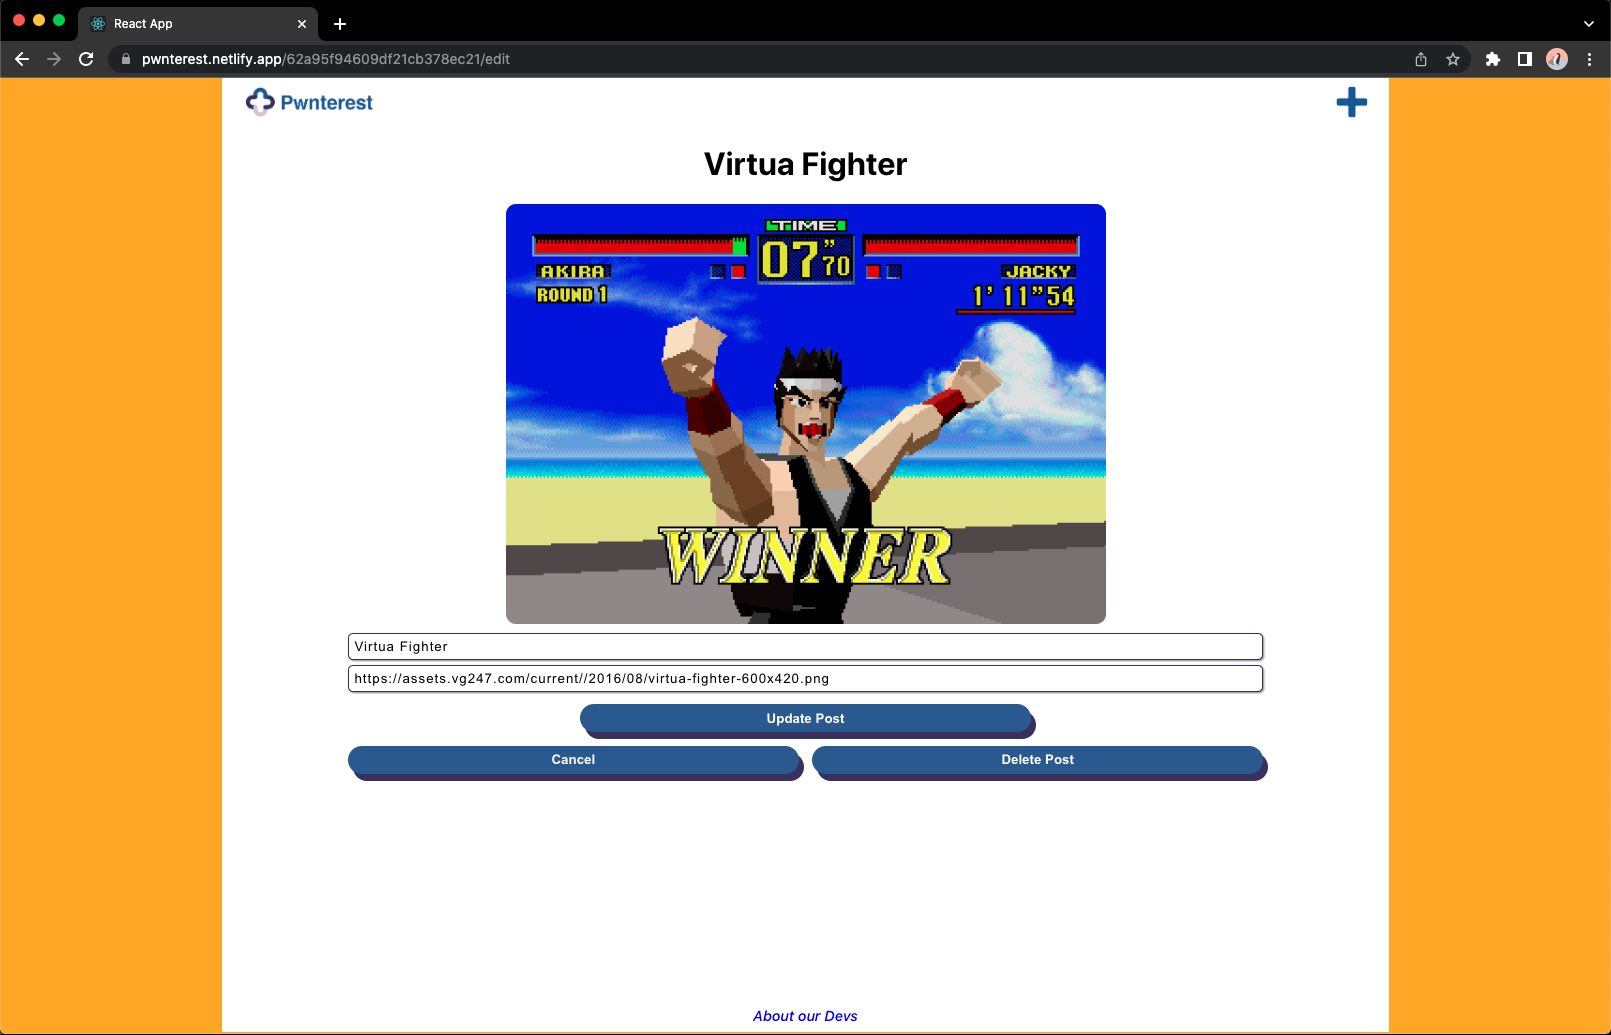 React App
pwnterest.netlify.app/62a95f94609df21cb378ec21/edit
Pwnterest
Virtua Fighter
TIME
07"70
AKIRA
JACKY
ROUND 1
1'11"54
WINNER
Virtua Fighter
https://assets.vg247.com/current//2016/08/virtua-fighter-600x420.png
Update Post
Cancel
Delete Post
About our Devs